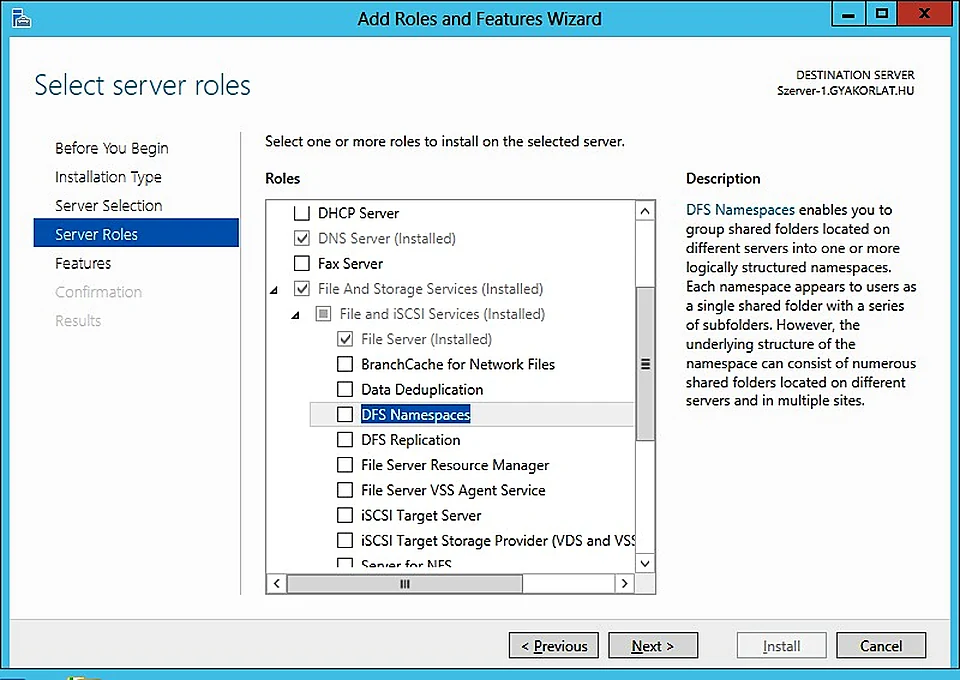 Add Roles and Features Wizard
Select server roles
DESTINATION SERVER
Szerver-1.GYAKORLAT.HU
Before You Begin
Installation Type
Server Selection
Server Roles
Features
Confirmation
Results
Select one or more roles to install on the selected server.
Roles
DHCP Server
DNS Server (Installed)
Fax Server
File And Storage Services (Installed)
File and iSCSI Services (Installed)
File Server (Installed)
BranchCache for Network Files
Data Deduplication
DFS Namespaces
DFS Replication
File Server Resource Manager
File Server VSS Agent Service
iSCSI Target Server
iSCSI Target Storage Provider (VDS and VSS
Server for NFS
Description
DFS Namespaces enables you to
group shared folders located on
different servers into one or more
logically structured namespaces.
Each namespace appears to users as
a single shared folder with a series
of subfolders. However, the
underlying structure of the
namespace can consist of numerous
shared folders located on different
servers and in multiple sites.
< Previous
Next >
Install
Cancel